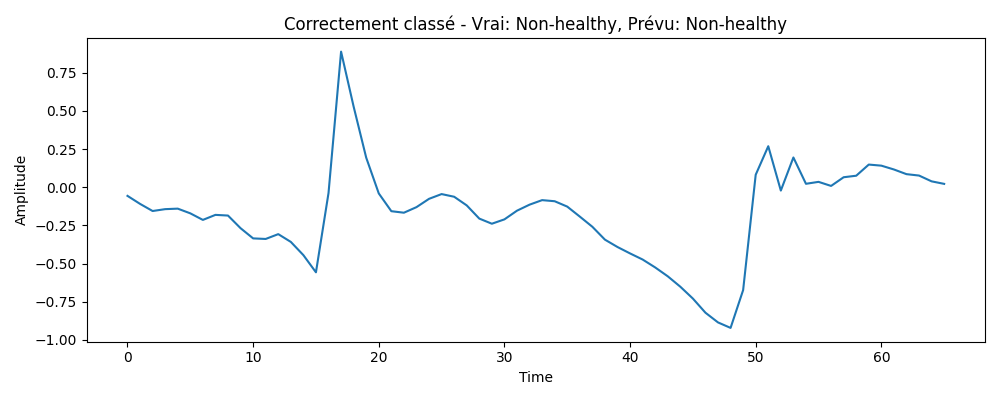 Correctement classé - Vrai: Non-healthy, Prévu: Non-healthy
Amplitude
0.75
0.50
0.25
0.00
−0.25
−0.50
−0.75
−1.00
0 10 20 30 40 50 60
Time